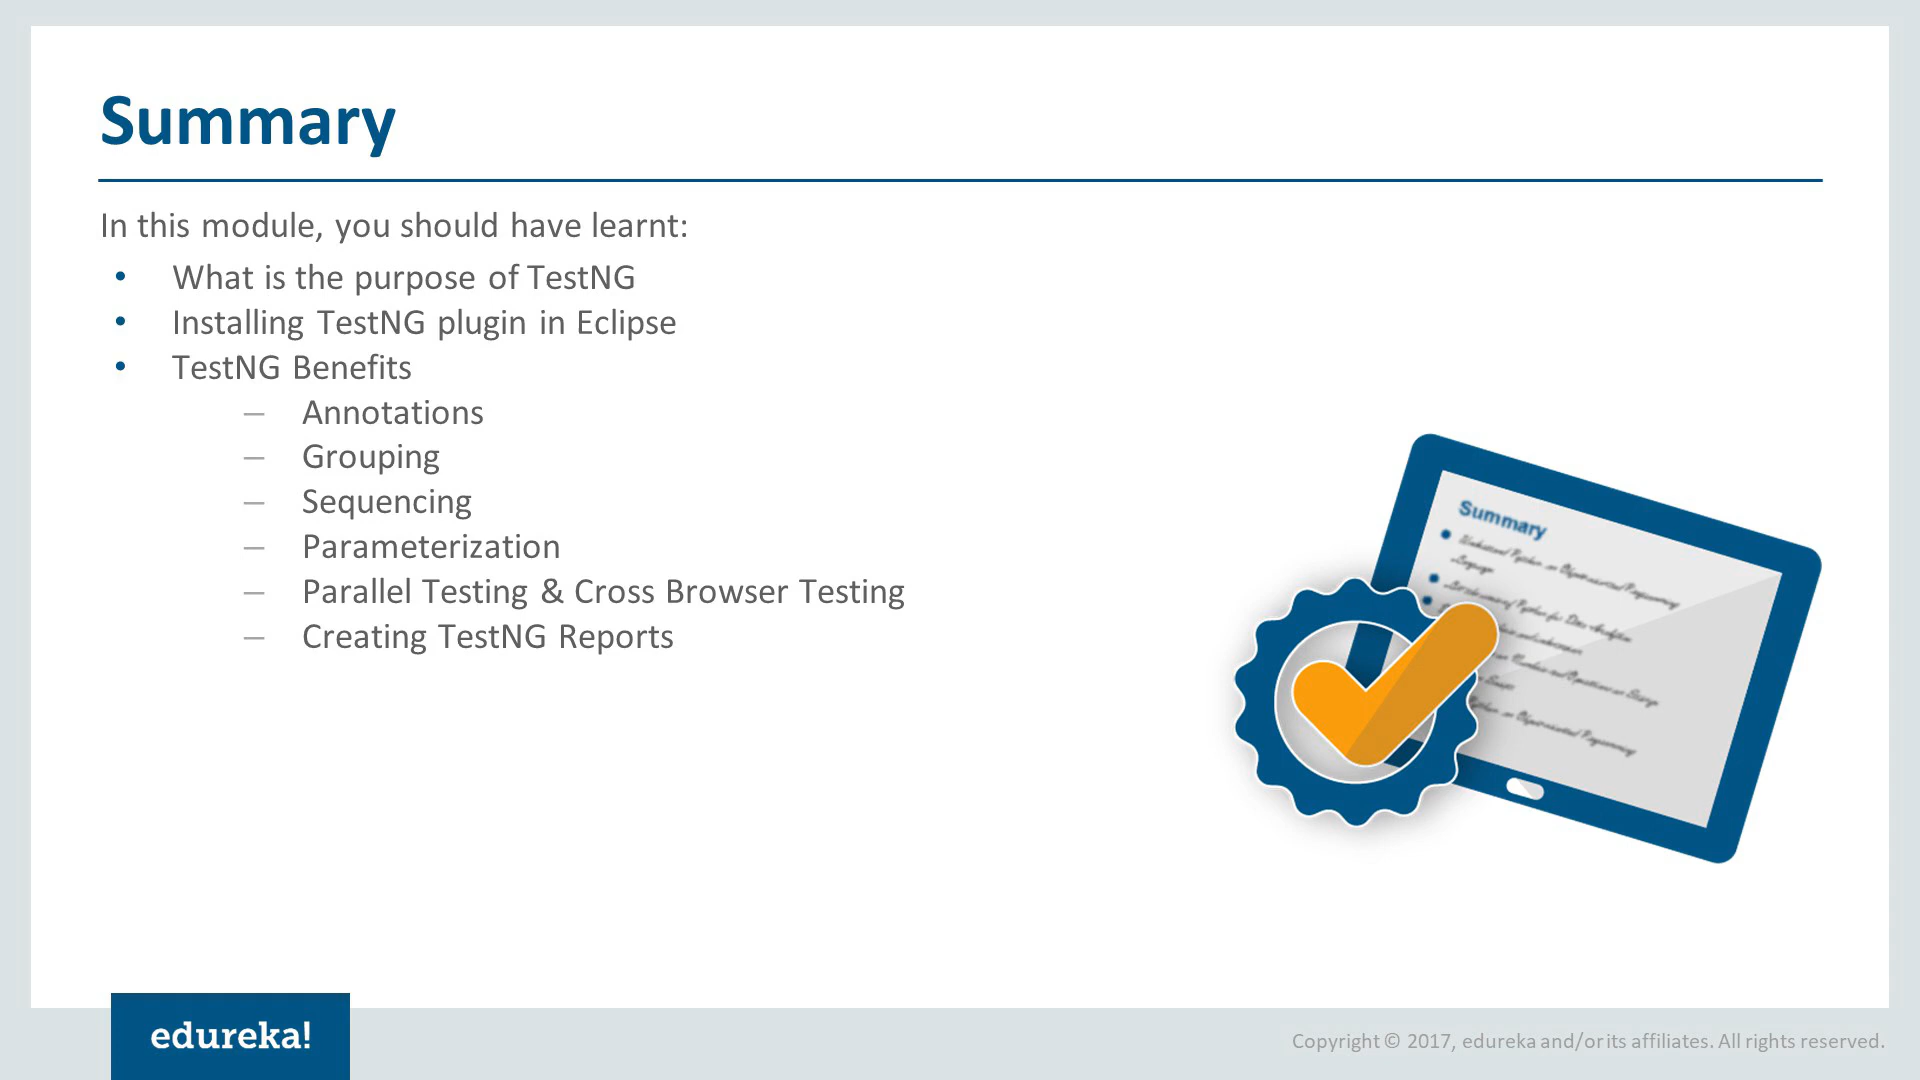 Summary
In this module, you should have learnt:
• What is the purpose of TestNG
• Installing TestNG plugin in Eclipse
• TestNG Benefits
– Annotations
– Grouping
– Sequencing
– Parameterization
– Parallel Testing & Cross Browser Testing
– Creating TestNG Reports
Summary
edureka!
Copyright © 2017, edureka and/or its affiliates. All rights reserved.